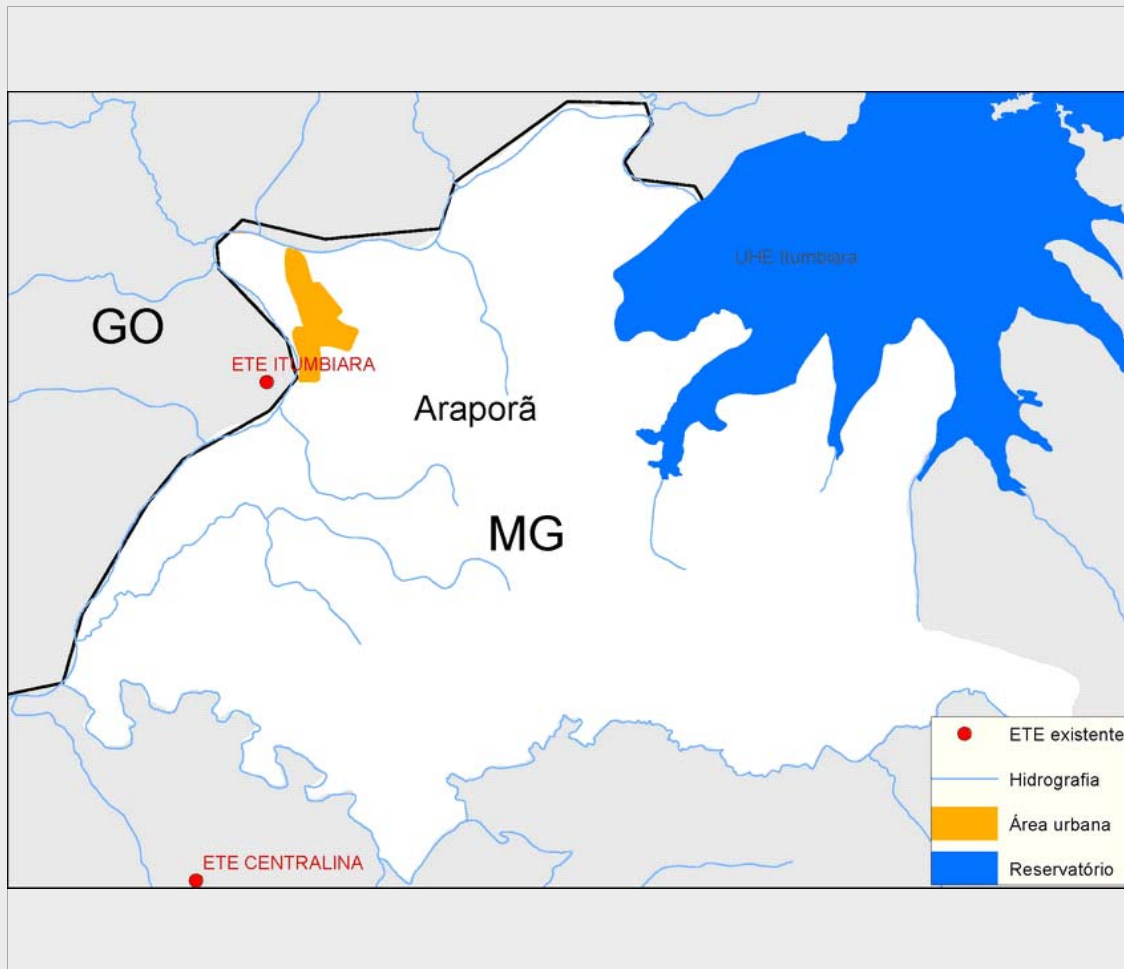 UHE Itumbiara
GO
ETE ITUMBIARA
Araporã
MG
ETE existente
Hidrografia
Área urbana
ETE CENTRALINA
Reservatório